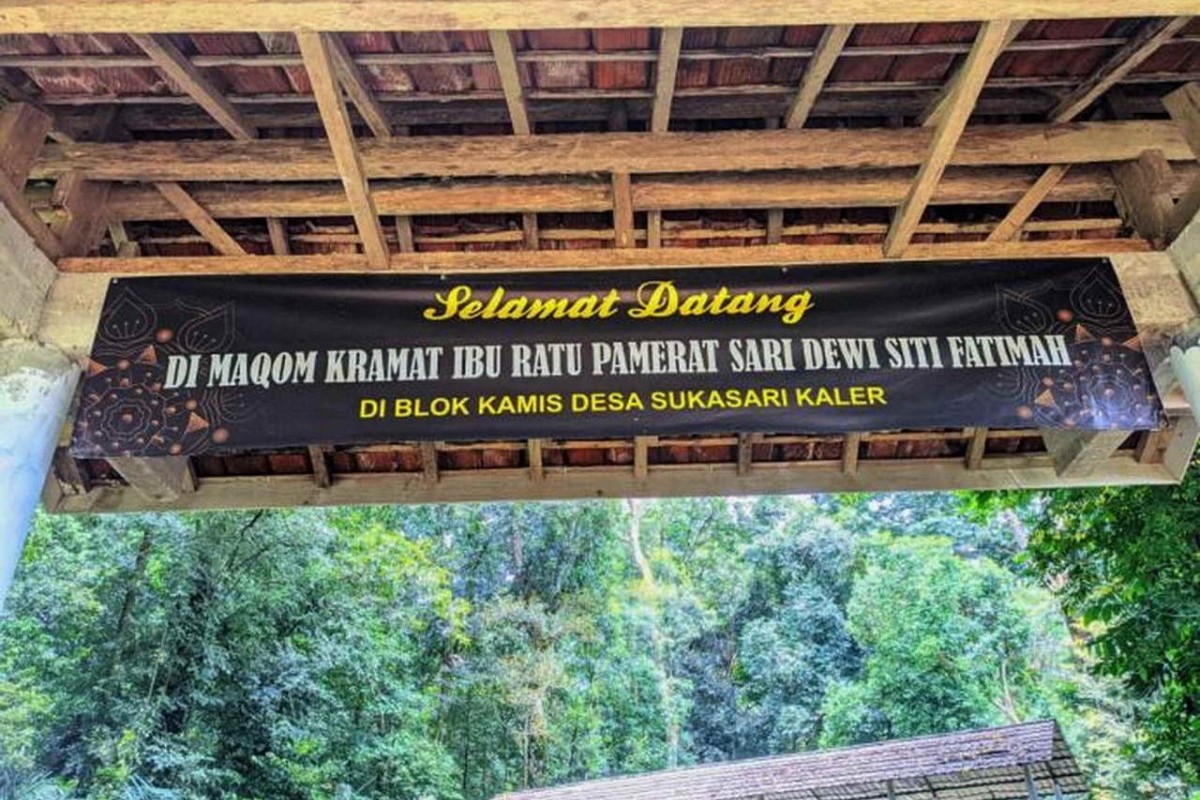 Selamat Datang
DI MAQOM KRAMAT IBU RATU PAMERAT SARI DEWI SITI FATIMAH
DI BLOK KAMIS DESA SUKASARI KALER